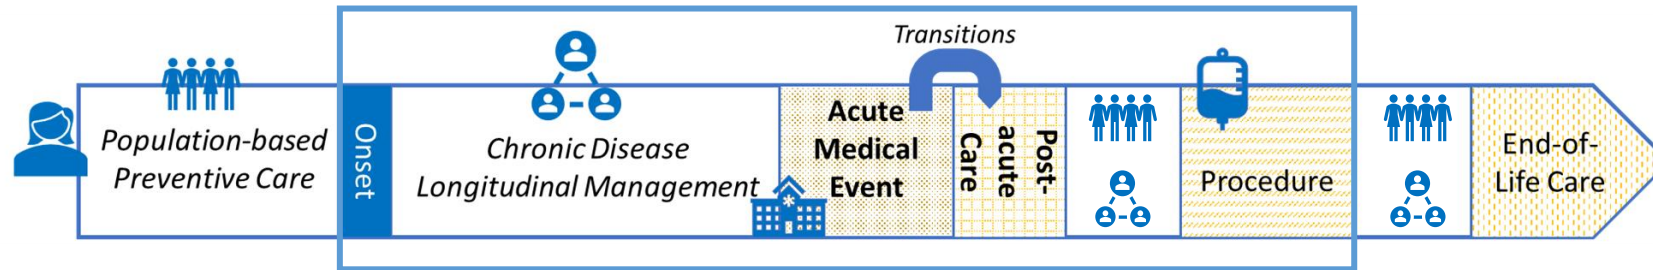 Transitions
Population-based
Preventive Care
Onset
Chronic Disease
Longitudinal Management
Acute
Medical
Event
Post-
acute
Care
Procedure
End-of-
Life Care